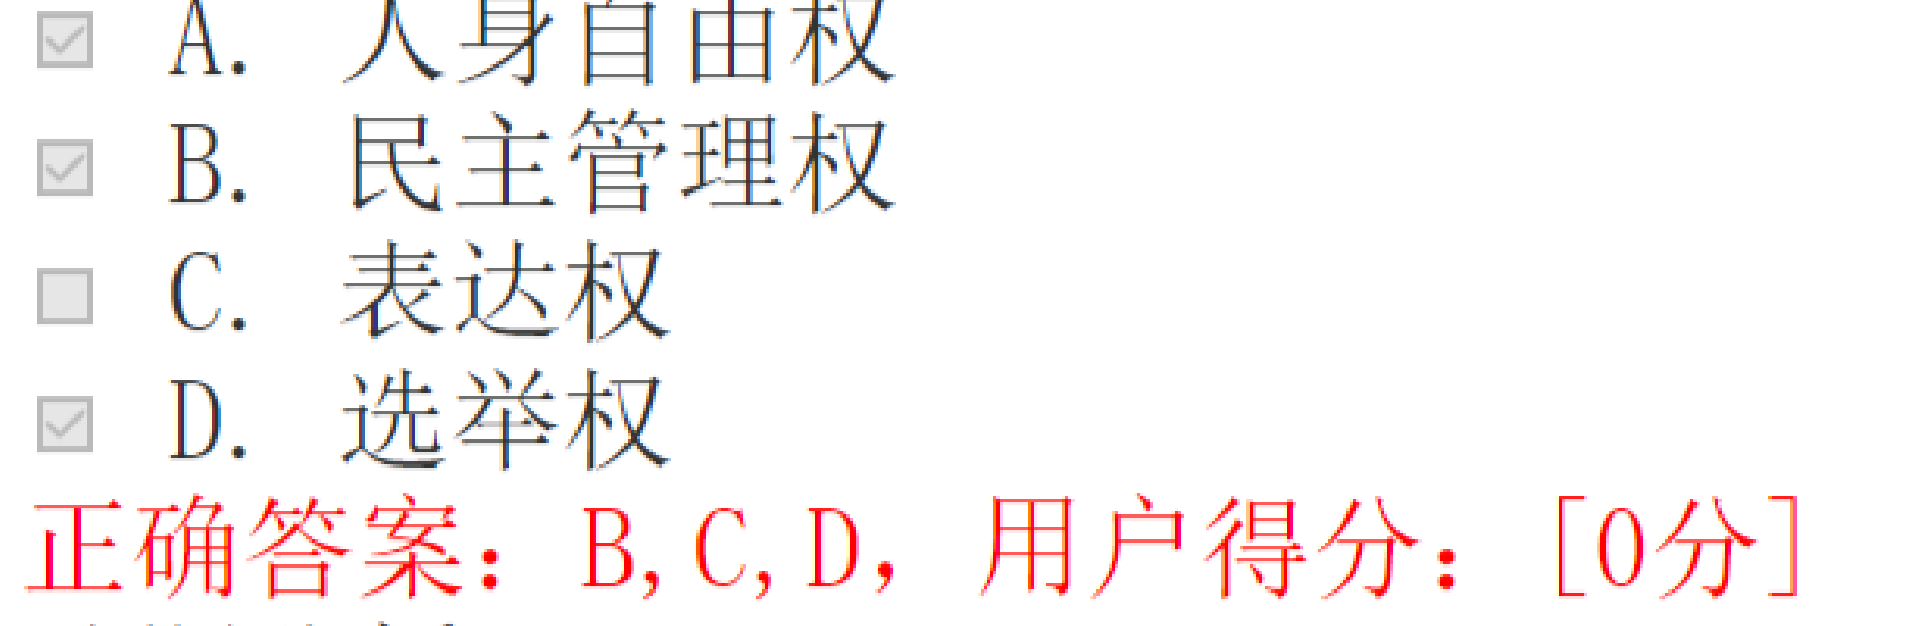 A. 人身自由权
B. 民主管理权
C. 表达权
D. 选举权
正确答案：B,C,D，用户得分：[0分]